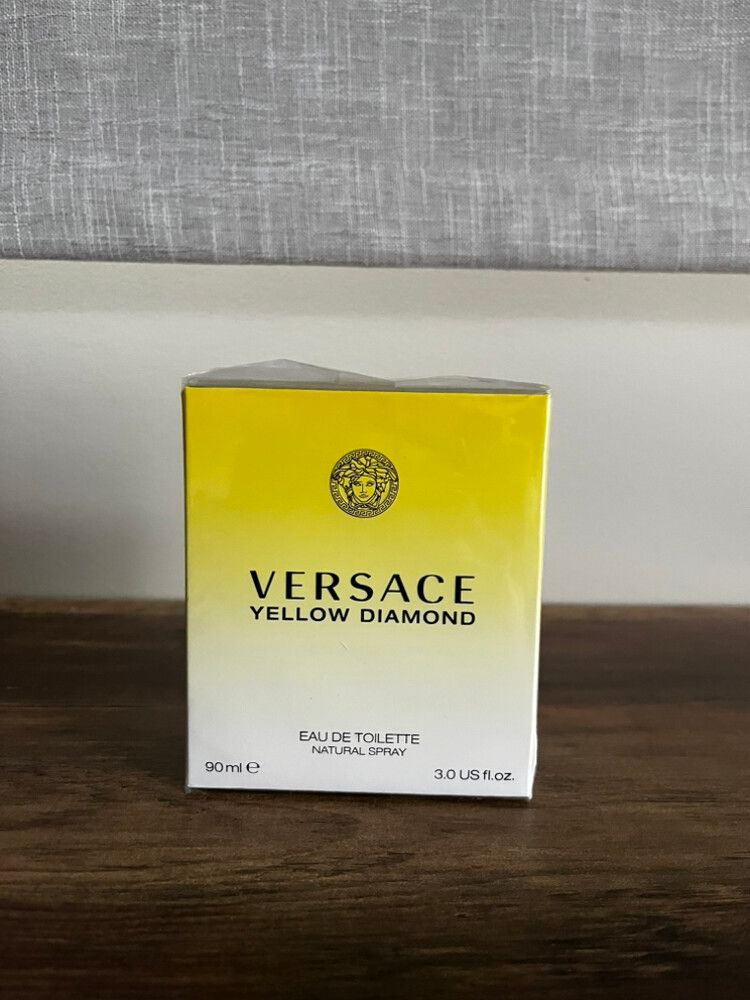 VERSACE
YELLOW DIAMOND
EAU DE TOILETTE
NATURAL SPRAY
90 ml ℮
3.0 US fl.oz.